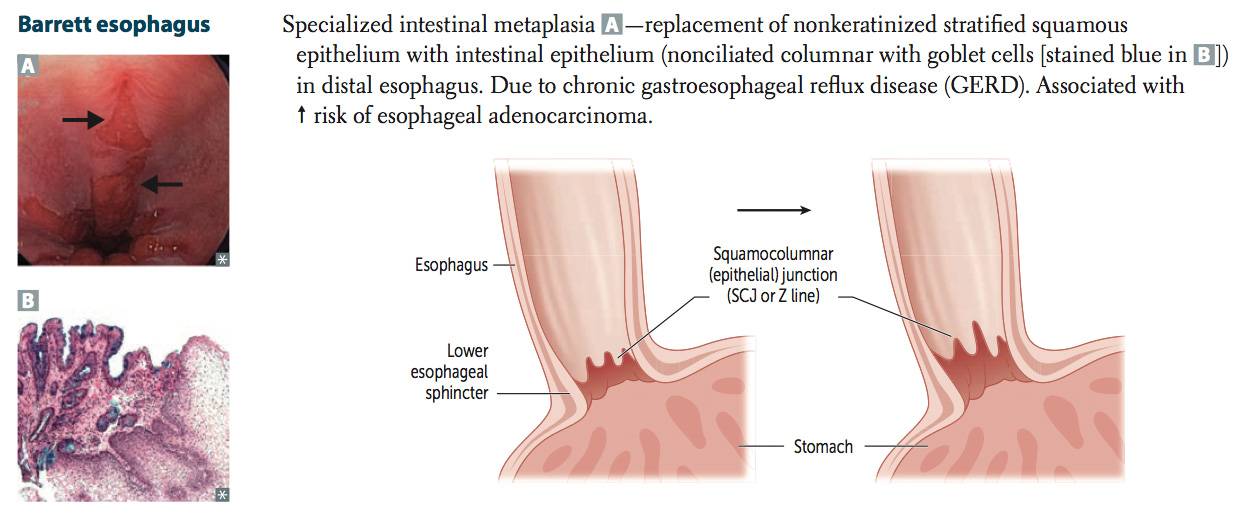 Barrett esophagus
A
B
Specialized intestinal metaplasia A—replacement of nonkeratinized stratified squamous
epithelium with intestinal epithelium (nonciliated columnar with goblet cells [stained blue in B])
in distal esophagus. Due to chronic gastroesophageal reflux disease (GERD). Associated with
↑ risk of esophageal adenocarcinoma.
Esophagus
Squamocolumnar
(epithelial) junction
(SCJ or Z line)
Lower
esophageal
sphincter
Stomach